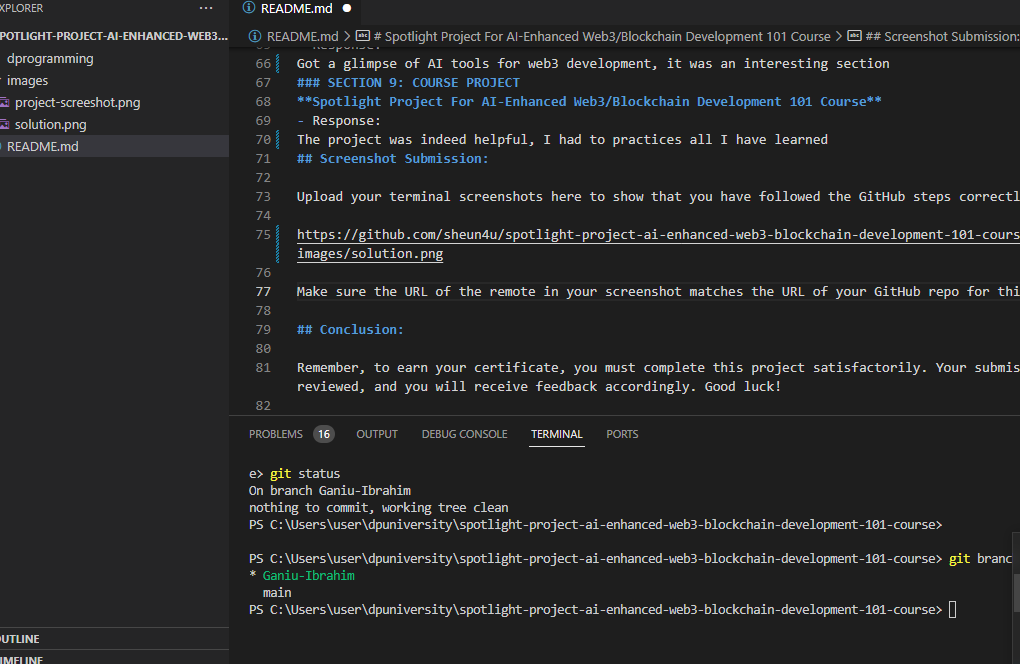 XPLORER
···
README.md
POTLIGHT-PROJECT-AI-ENHANCED-WEB3...
dprogramming
images
project-screeshot.png
solution.png
README.md
README.md > # Spotlight Project For AI-Enhanced Web3/Blockchain Development 101 Course > ## Screenshot Submission:
65 - Response:
66 Got a glimpse of AI tools for web3 development, it was an interesting section
67 ### SECTION 9: COURSE PROJECT
68 **Spotlight Project For AI-Enhanced Web3/Blockchain Development 101 Course**
69 - Response:
70 The project was indeed helpful, I had to practices all I have learned
71 ## Screenshot Submission:
72
73 Upload your terminal screenshots here to show that you have followed the GitHub steps correctl
74
75 https://github.com/sheun4u/spotlight-project-ai-enhanced-web3-blockchain-development-101-cours
images/solution.png
76
77 Make sure the URL of the remote in your screenshot matches the URL of your GitHub repo for thi
78
79 ## Conclusion:
80
81 Remember, to earn your certificate, you must complete this project satisfactorily. Your submis
reviewed, and you will receive feedback accordingly. Good luck!
82
PROBLEMS 16 OUTPUT DEBUG CONSOLE TERMINAL PORTS
e> git status
On branch Ganiu-Ibrahim
nothing to commit, working tree clean
PS C:\Users\user\dpuniversity\spotlight-project-ai-enhanced-web3-blockchain-development-101-course>
PS C:\Users\user\dpuniversity\spotlight-project-ai-enhanced-web3-blockchain-development-101-course> git branc
* Ganiu-Ibrahim
main
PS C:\Users\user\dpuniversity\spotlight-project-ai-enhanced-web3-blockchain-development-101-course>
UTLINE
IMELINE